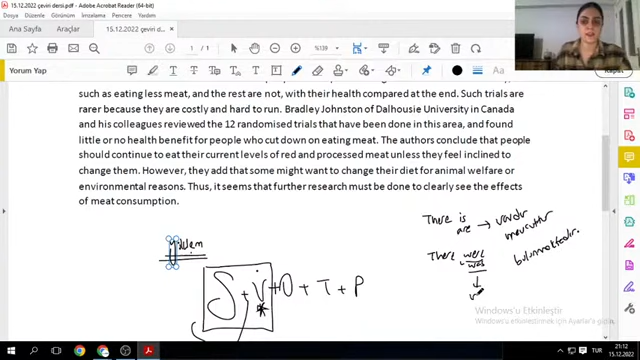 15.12.2022 çeviri dersi.pdf - Adobe Acrobat Reader (64-bit)
Dosya Düzenle Görünüm İmzala Pencere Yardım
Ana Sayfa Araçlar 15.12.2022 çeviri de... ×
%139
Yorum Yap
such as eating less meat, and the rest are not, with their health compared at the end. Such trials are
rarer because they are costly and hard to run. Bradley Johnston of Dalhousie University in Canada
and his colleagues reviewed the 12 randomised trials that have been done in this area, and found
little or no health benefit for people who cut down on eating meat. The authors conclude that people
should continue to eat their current levels of red and processed meat unless they feel inclined to
change them. However, they add that some might want to change their diet for animal welfare or
environmental reasons. Thus, it seems that further research must be done to clearly see the effects
of meat consumption.
There is → vardır
are mevcuttur
There were bulunmaktadır.
was
↓
S + V + O + T + P
*
Windows'u Etkinleştir
Windows'u etkinleştirmek için Ayarlar'a gidin.
TUR
21:12
15.12.2022